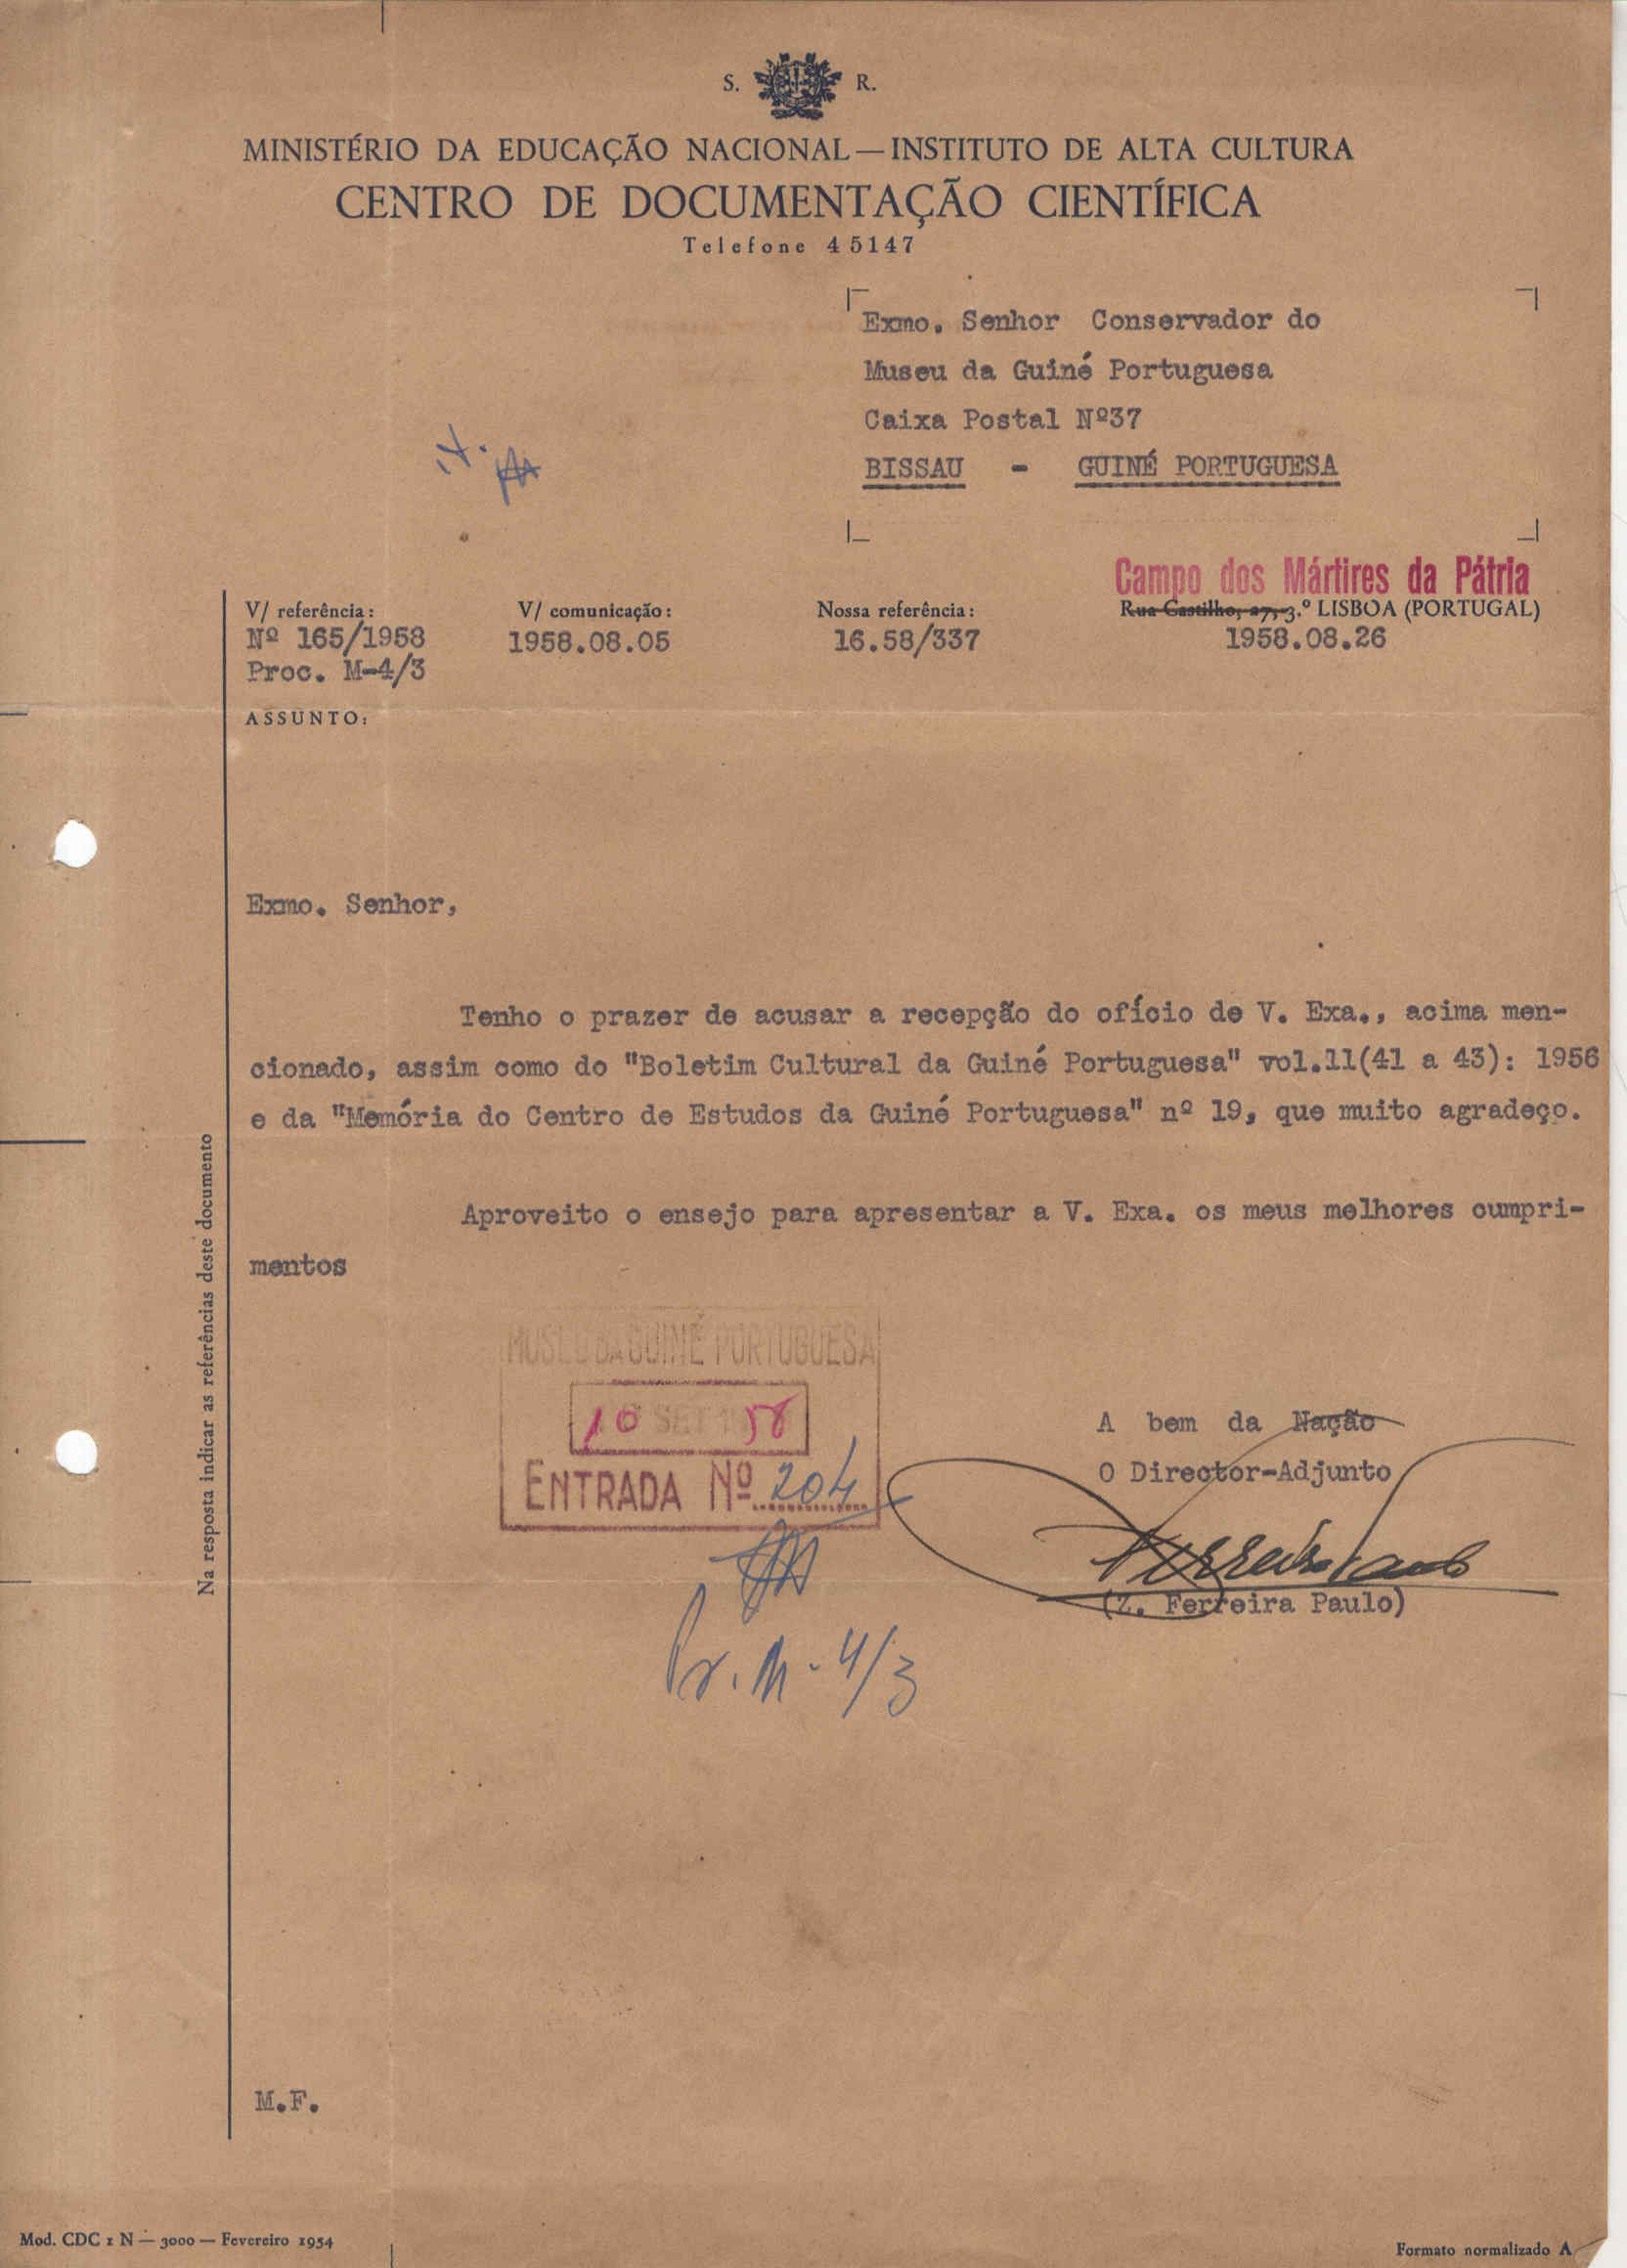 S. R.
MINISTÉRIO DA EDUCAÇÃO NACIONAL — INSTITUTO DE ALTA CULTURA
CENTRO DE DOCUMENTAÇÃO CIENTÍFICA
Telefone 45147
Exmo. Senhor Conservador do
Museu da Guiné Portuguesa
Caixa Postal Nº37
BISSAU - GUINÉ PORTUGUESA
Campo dos Mártires da Pátria
V/ referência: V/ comunicação: Nossa referência: Rua Castilho, 27, 3.º LISBOA (PORTUGAL)
Nº 165/1958 1958.08.05 16.58/337 1958.08.26
Proc. M-4/3
ASSUNTO:
Exmo. Senhor,
Tenho o prazer de acusar a recepção do ofício de V. Exa., acima men-
cionado, assim como do "Boletim Cultural da Guiné Portuguesa" vol.11(41 a 43): 1956
e da "Memória do Centro de Estudos da Guiné Portuguesa" nº 19, que muito agradeço.
Aproveito o ensejo para apresentar a V. Exa. os meus melhores cumpri-
mentos
MUSEU DA GUINÉ PORTUGUESA
10 SET 1958
ENTRADA Nº 204
A bem da Nação
O Director-Adjunto
Ferreira Paulo
(Z. Ferreira Paulo)
Pr. M-4/3
Na resposta indicar as referências deste documento
M.F.
Mod. CDC 1 N — 3000 — Fevereiro 1954
Formato normalizado A